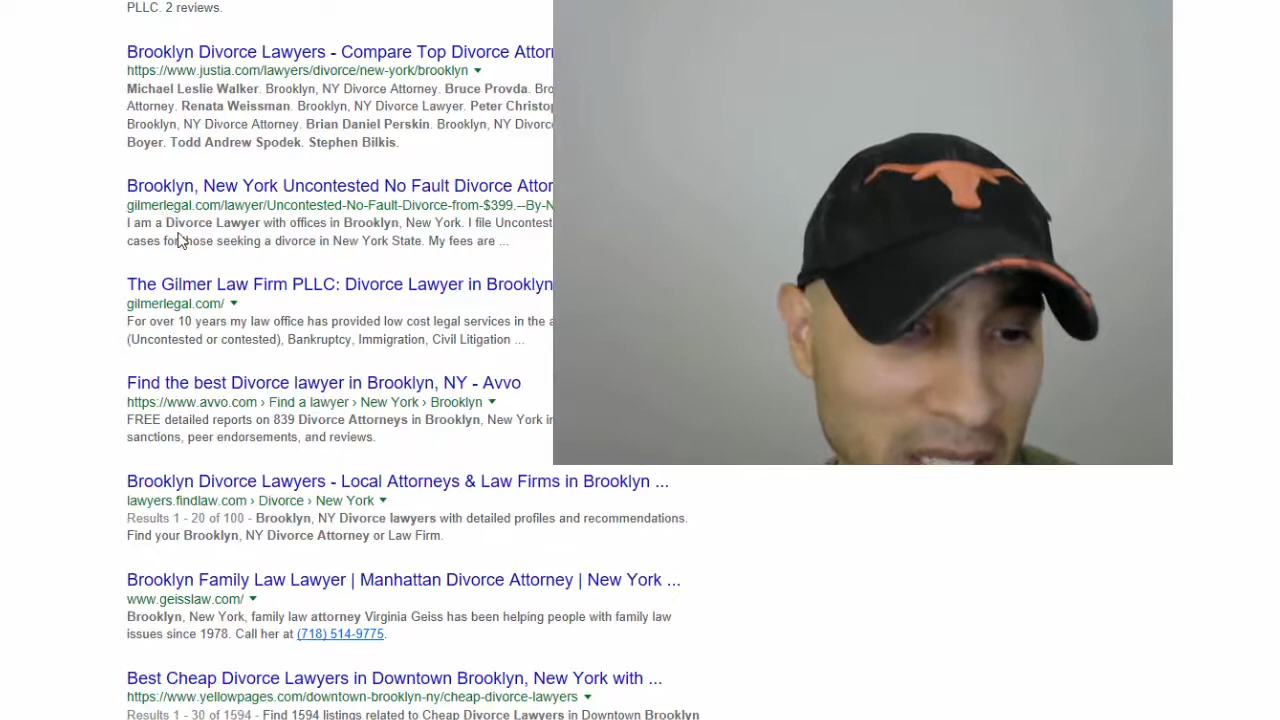 PLLC. 2 reviews.
Brooklyn Divorce Lawyers - Compare Top Divorce Attor
https://www.justia.com/lawyers/divorce/new-york/brooklyn
Michael Leslie Walker. Brooklyn, NY Divorce Attorney. Bruce Provda. Bro
Attorney. Renata Weissman. Brooklyn, NY Divorce Lawyer. Peter Christop
Brooklyn, NY Divorce Attorney. Brian Daniel Perskin. Brooklyn, NY Divorce
Boyer. Todd Andrew Spodek. Stephen Bilkis.
Brooklyn, New York Uncontested No Fault Divorce Attor
gilmerlegal.com/lawyer/Uncontested-No-Fault-Divorce-from-$399.--By-N
I am a Divorce Lawyer with offices in Brooklyn, New York. I file Uncontest
cases for those seeking a divorce in New York State. My fees are ...
The Gilmer Law Firm PLLC: Divorce Lawyer in Brooklyn
gilmerlegal.com/
For over 10 years my law office has provided low cost legal services in the a
(Uncontested or contested), Bankruptcy, Immigration, Civil Litigation ...
Find the best Divorce lawyer in Brooklyn, NY - Avvo
https://www.avvo.com › Find a lawyer › New York › Brooklyn
FREE detailed reports on 839 Divorce Attorneys in Brooklyn, New York in
sanctions, peer endorsements, and reviews.
Brooklyn Divorce Lawyers - Local Attorneys & Law Firms in Brooklyn ...
lawyers.findlaw.com › Divorce › New York
Results 1 - 20 of 100 - Brooklyn, NY Divorce lawyers with detailed profiles and recommendations.
Find your Brooklyn, NY Divorce Attorney or Law Firm.
Brooklyn Family Law Lawyer | Manhattan Divorce Attorney | New York ...
www.geisslaw.com/
Brooklyn, New York, family law attorney Virginia Geiss has been helping people with family law
issues since 1978. Call her at (718) 514-9775.
Best Cheap Divorce Lawyers in Downtown Brooklyn, New York with ...
https://www.yellowpages.com/downtown-brooklyn-ny/cheap-divorce-lawyers
Results 1 - 30 of 1594 - Find 1594 listings related to Cheap Divorce Lawyers in Downtown Brooklyn